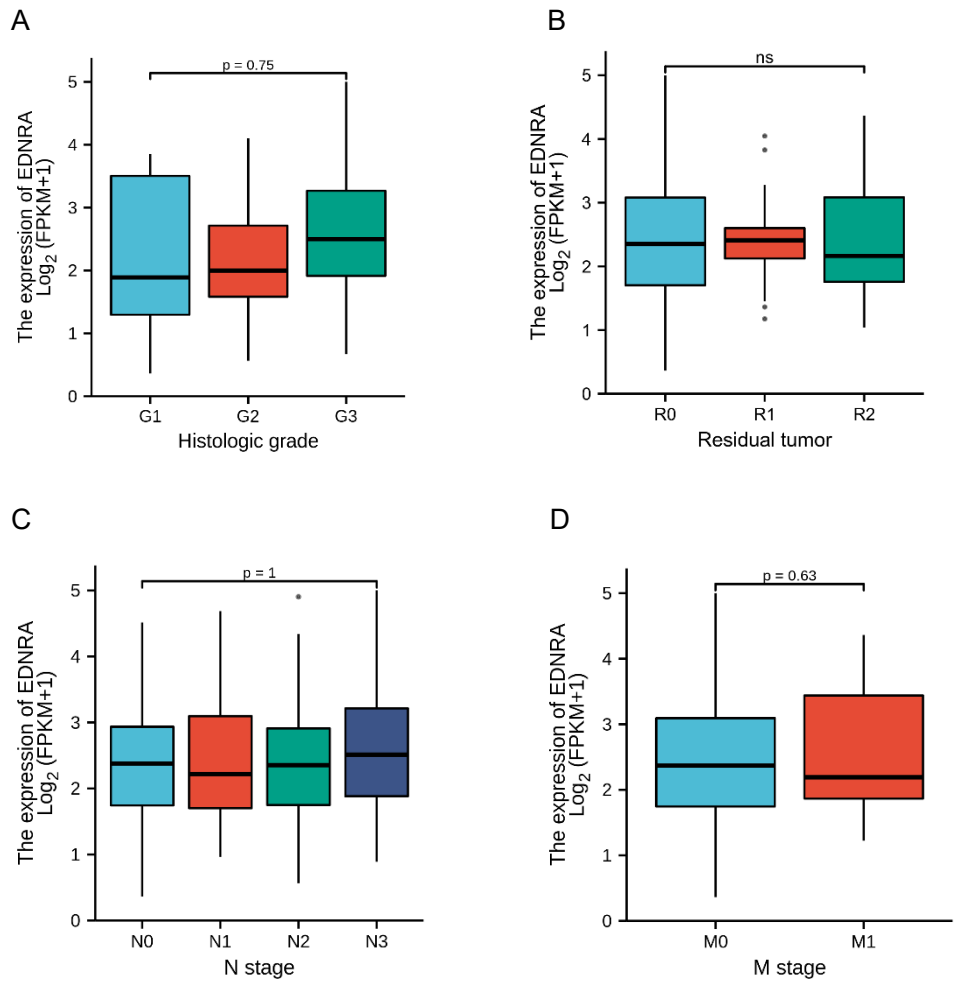 A
The expression of EDNRA
Log₂ (FPKM+1)
p = 0.75
5
4
3
2
1
0
G1 G2 G3
Histologic grade
B
The expression of EDNRA
Log₂ (FPKM+1)
ns
5
4
3
2
1
0
R0 R1 R2
Residual tumor
C
The expression of EDNRA
Log₂ (FPKM+1)
p = 1
5
4
3
2
1
0
N0 N1 N2 N3
N stage
D
The expression of EDNRA
Log₂ (FPKM+1)
p = 0.63
5
4
3
2
1
0
M0 M1
M stage